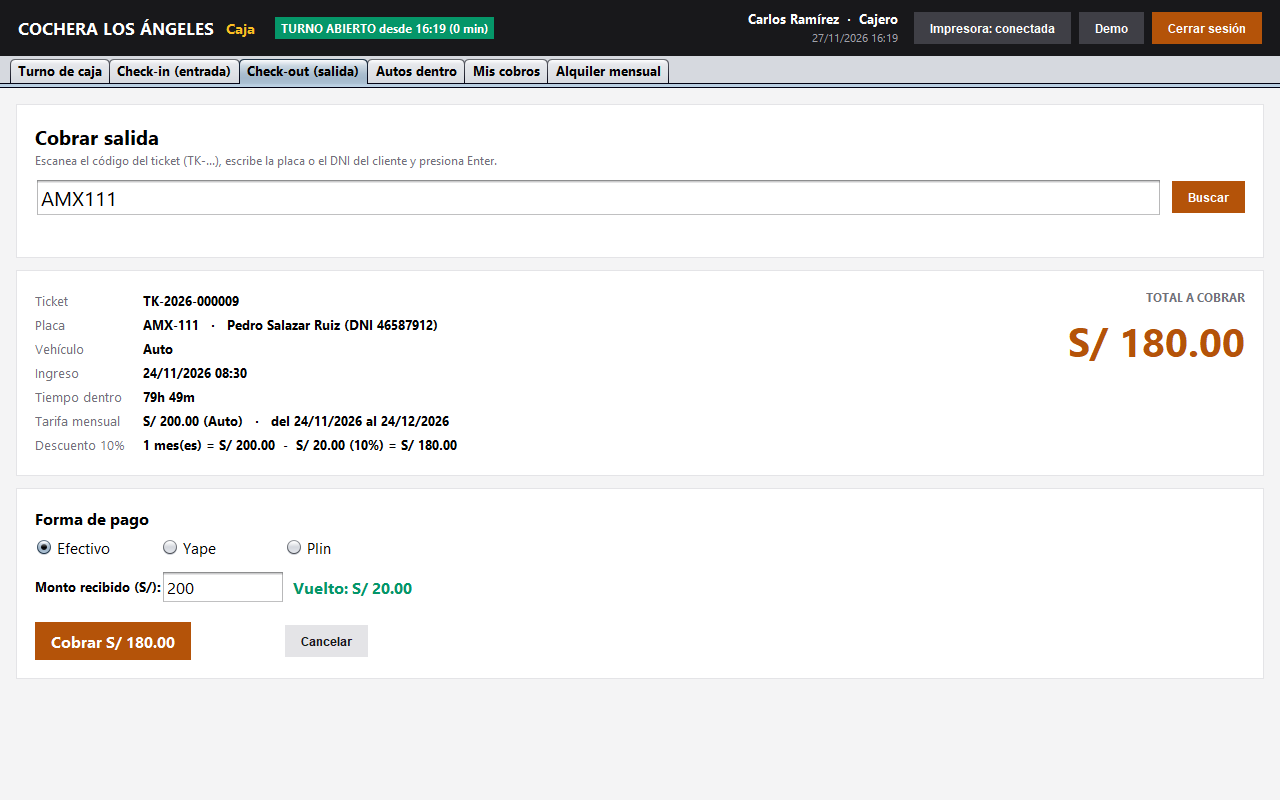 COCHERA LOS ÁNGELES Caja TURNO ABIERTO desde 16:19 (0 min)
Carlos Ramírez · Cajero
27/11/2026 16:19
Impresora: conectada Demo Cerrar sesión
Turno de caja Check-in (entrada) Check-out (salida) Autos dentro Mis cobros Alquiler mensual
Cobrar salida
Escanea el código del ticket (TK-...), escribe la placa o el DNI del cliente y presiona Enter.
AMX111 Buscar
Ticket TK-2026-000009
Placa AMX-111 · Pedro Salazar Ruiz (DNI 46587912)
Vehículo Auto
Ingreso 24/11/2026 08:30
Tiempo dentro 79h 49m
Tarifa mensual S/ 200.00 (Auto) · del 24/11/2026 al 24/12/2026
Descuento 10% 1 mes(es) = S/ 200.00 - S/ 20.00 (10%) = S/ 180.00
TOTAL A COBRAR
S/ 180.00
Forma de pago
Efectivo Yape Plin
Monto recibido (S/): 200 Vuelto: S/ 20.00
Cobrar S/ 180.00 Cancelar